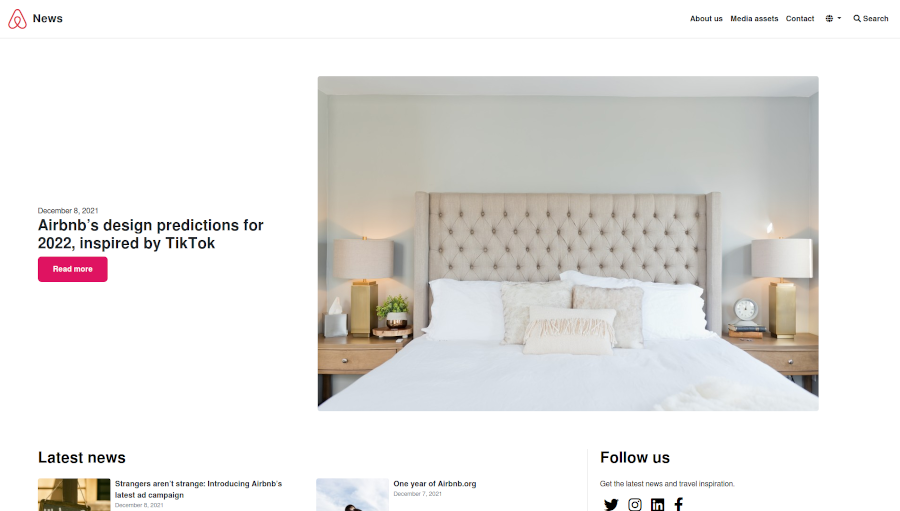 News
About us
Media assets
Contact
Search
December 8, 2021
Airbnb's design predictions for
2022, inspired by TikTok
Read more
Latest news
Strangers aren't strange: Introducing Airbnb's
latest ad campaign
December 8, 2021
One year of Airbnb.org
December 7, 2021
Follow us
Get the latest news and travel inspiration.